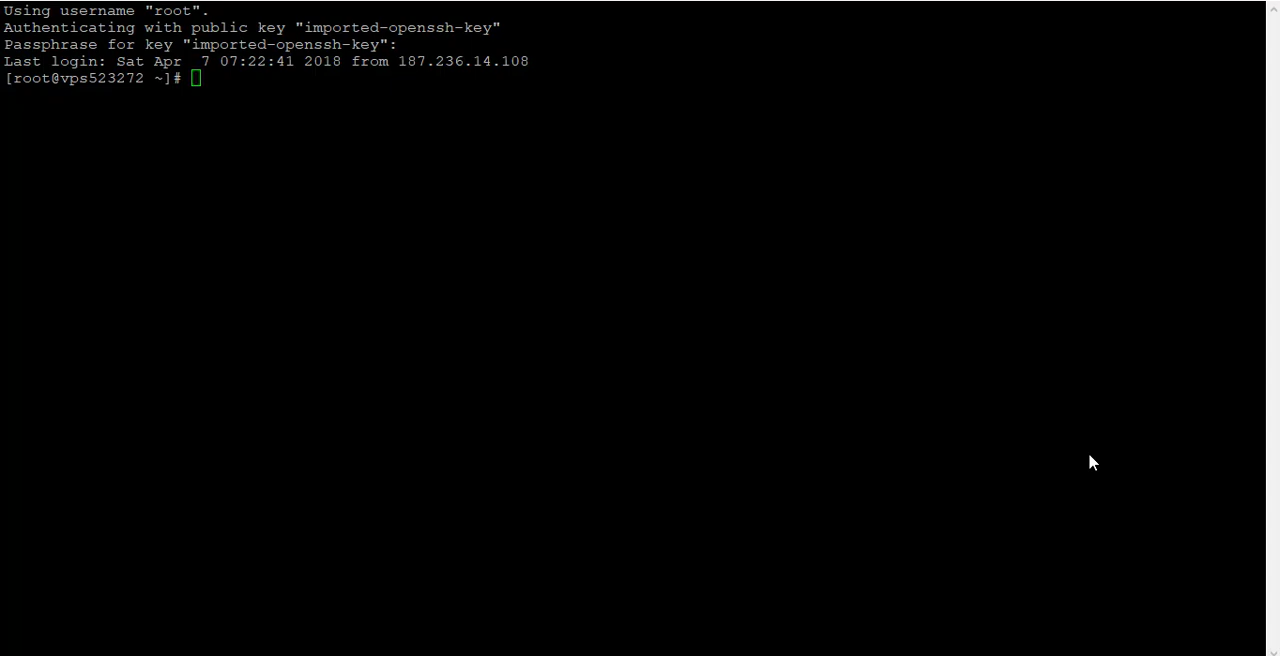 Using username "root".
Authenticating with public key "imported-openssh-key"
Passphrase for key "imported-openssh-key":
Last login: Sat Apr  7 07:22:41 2018 from 187.236.14.108
[root@vps523272 ~]#